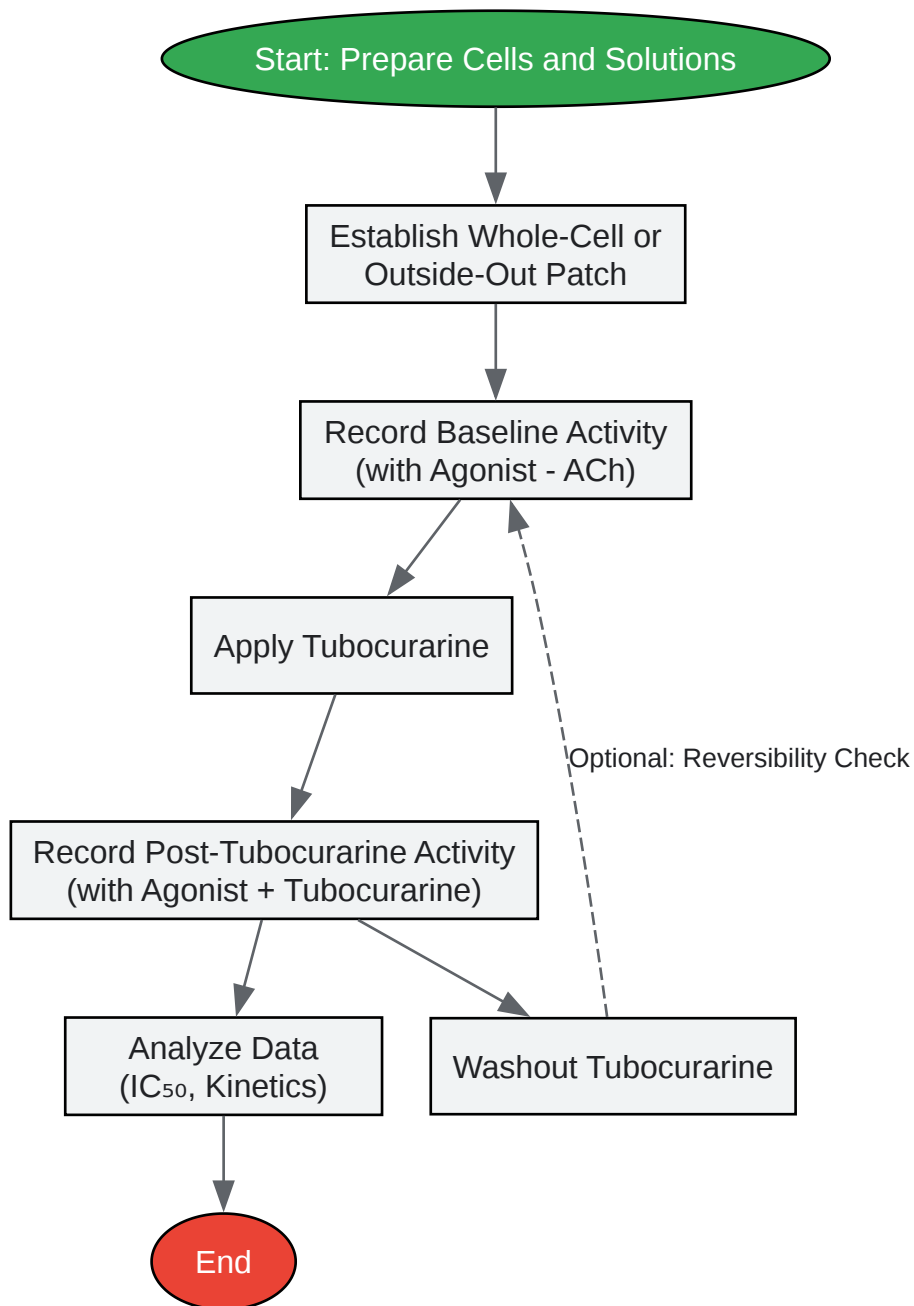 Start: Prepare Cells and Solutions
Establish Whole-Cell or
Outside-Out Patch
Record Baseline Activity
(with Agonist - ACh)
Apply Tubocurarine
Optional: Reversibility Check
Record Post-Tubocurarine Activity
(with Agonist + Tubocurarine)
Analyze Data
(IC₅₀, Kinetics)
Washout Tubocurarine
End